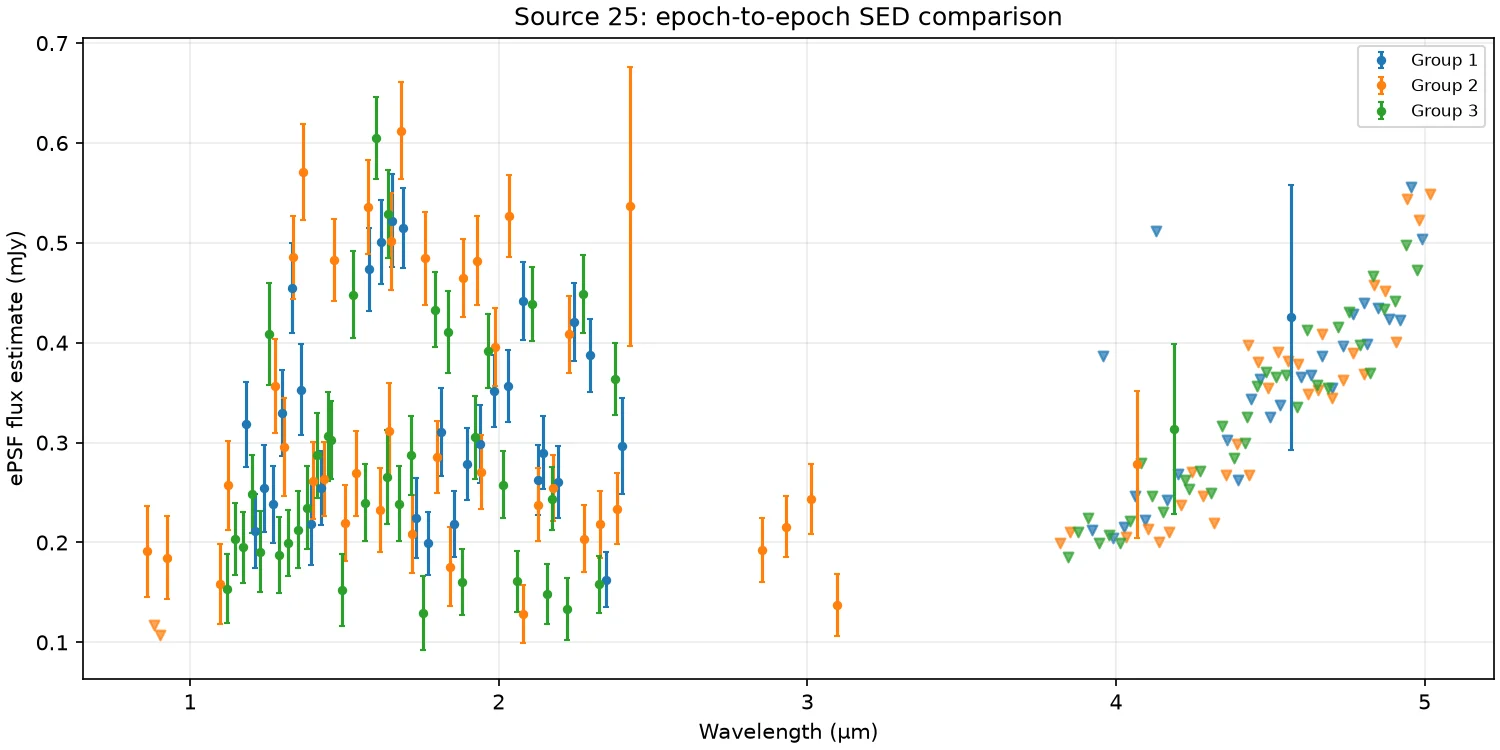 Source 25: epoch-to-epoch SED comparison
0.7
0.6
0.5
0.4
0.3
0.2
0.1
ePSF flux estimate (mJy)
Group 1
Group 2
Group 3
1
2
3
4
5
Wavelength (µm)